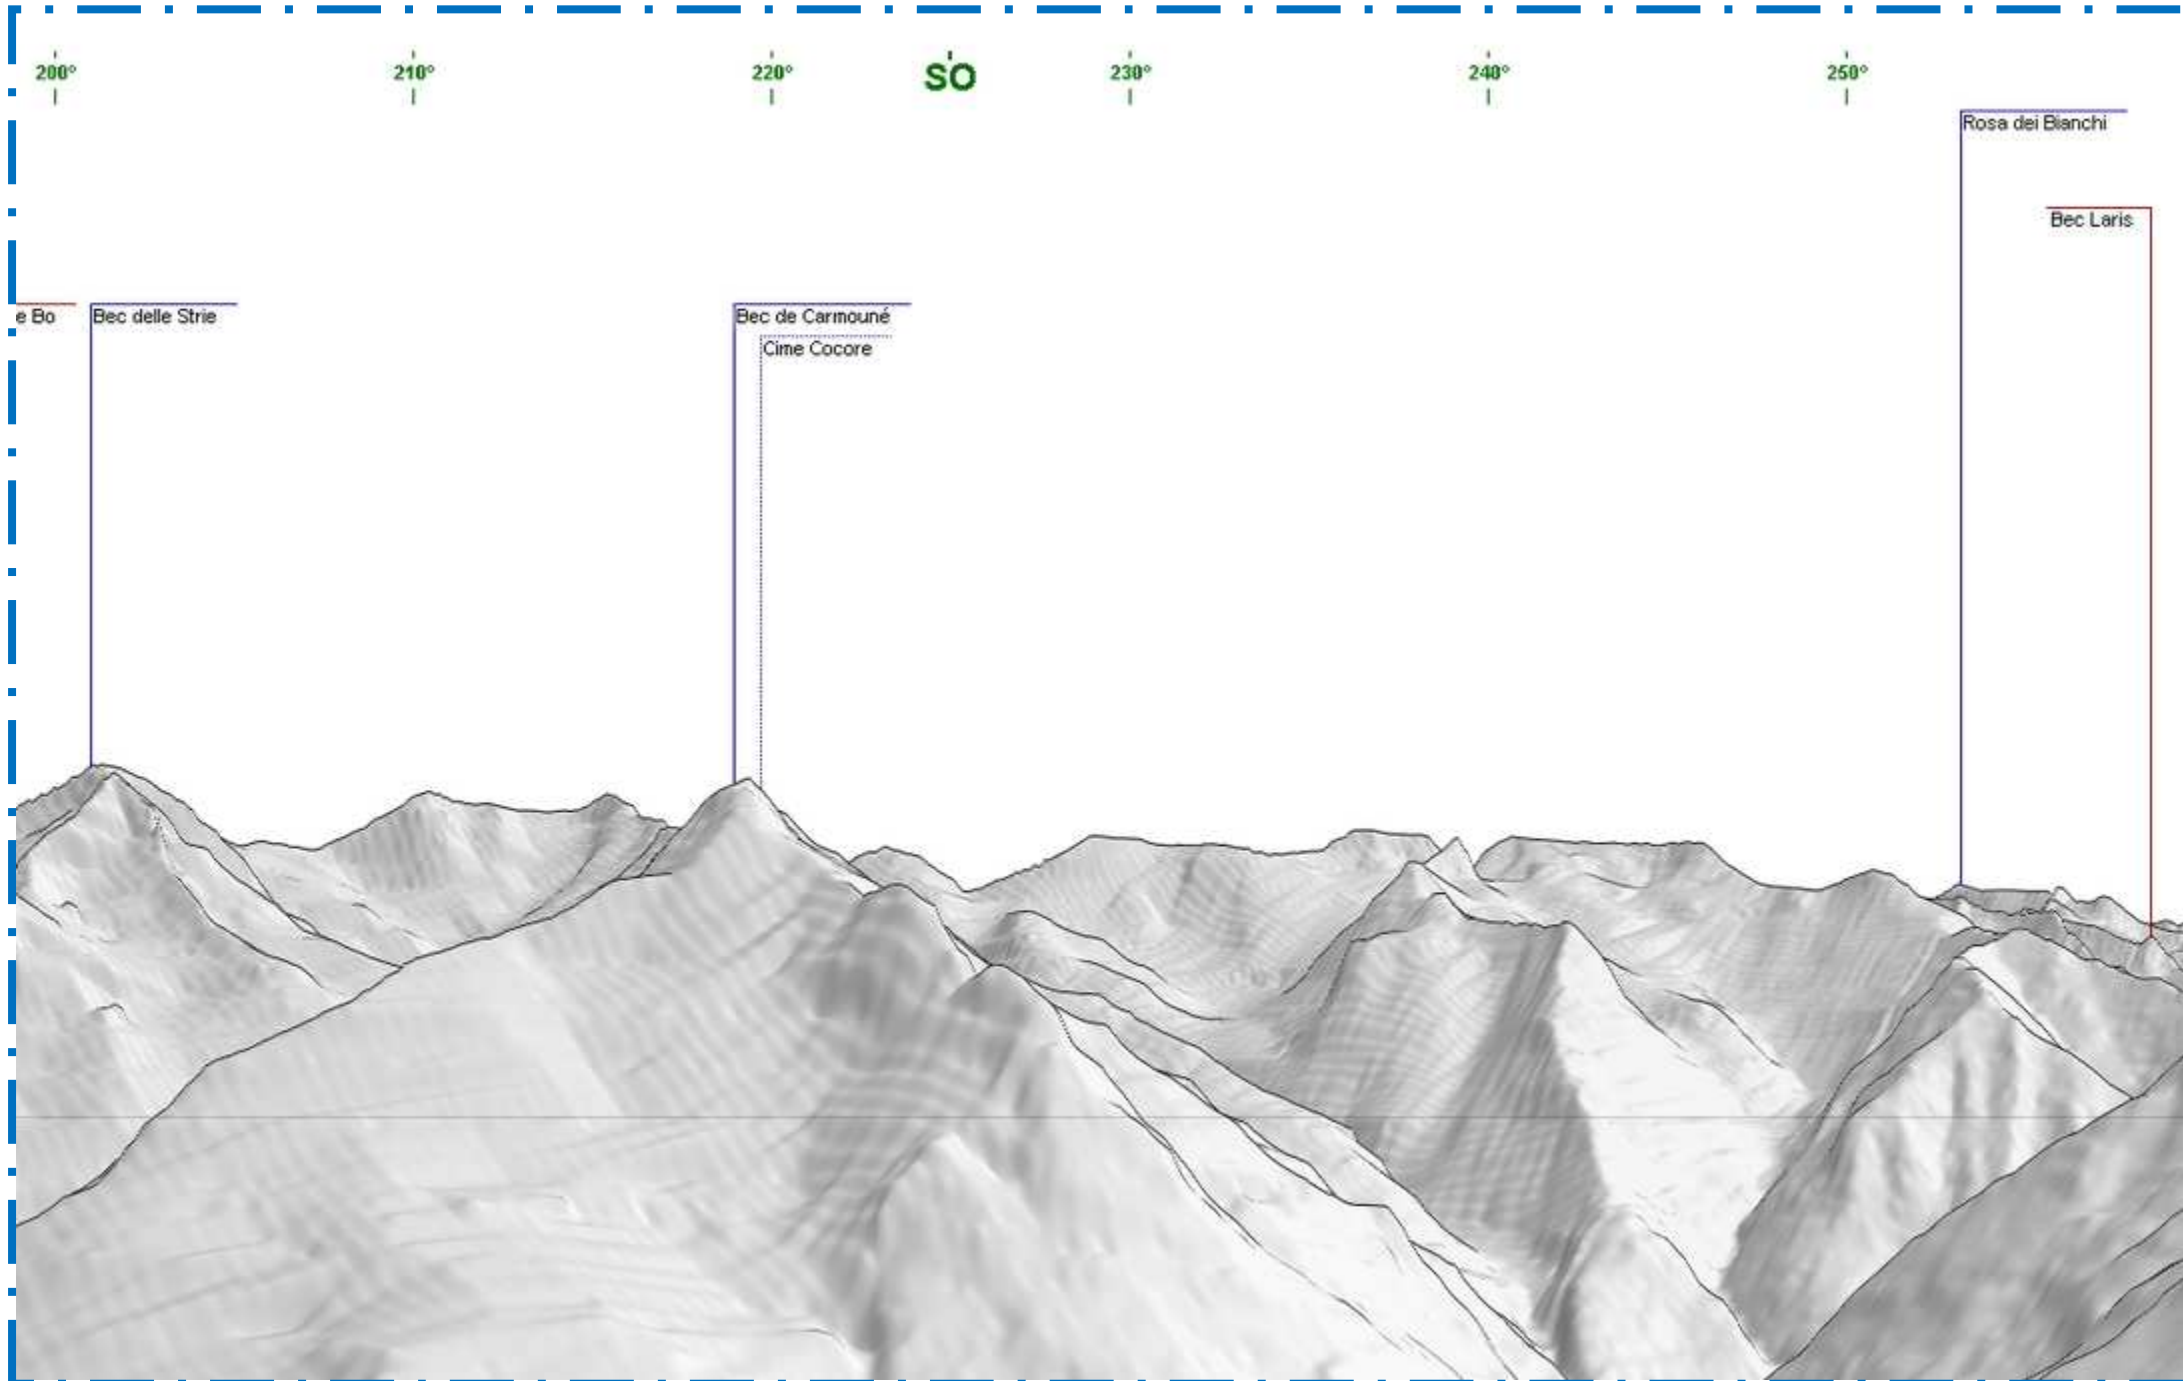 200°
210°
220°
SO
230°
240°
250°
Rosa dei Bianchi
Bec Laris
e Bo
Bec delle Strie
Bec de Carmouné
Cime Cocore